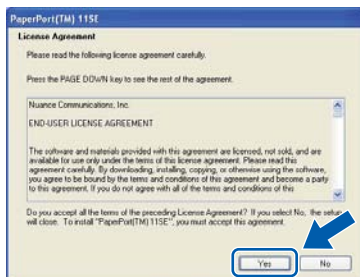 PaperPort(TM) 11SE
License Agreement
Please read the following license agreement carefully.
Press the PAGE DOWN key to see the rest of the agreement.
Nuance Communications, Inc.
END-USER LICENSE AGREEMENT
The software and materials provided with this agreement are licensed, not sold, and are
available for use only under the terms of this license agreement. Please read this
agreement carefully. By downloading, installing, copying, or otherwise using the software,
you agree to be bound by the terms and conditions of this agreement and become a party
to this agreement. If you do not agree with all of the terms and conditions of this
Do you accept all the terms of the preceding License Agreement? If you select No, the setup
will close. To install "PaperPort(TM) 11SE", you must accept this agreement.
Yes
No